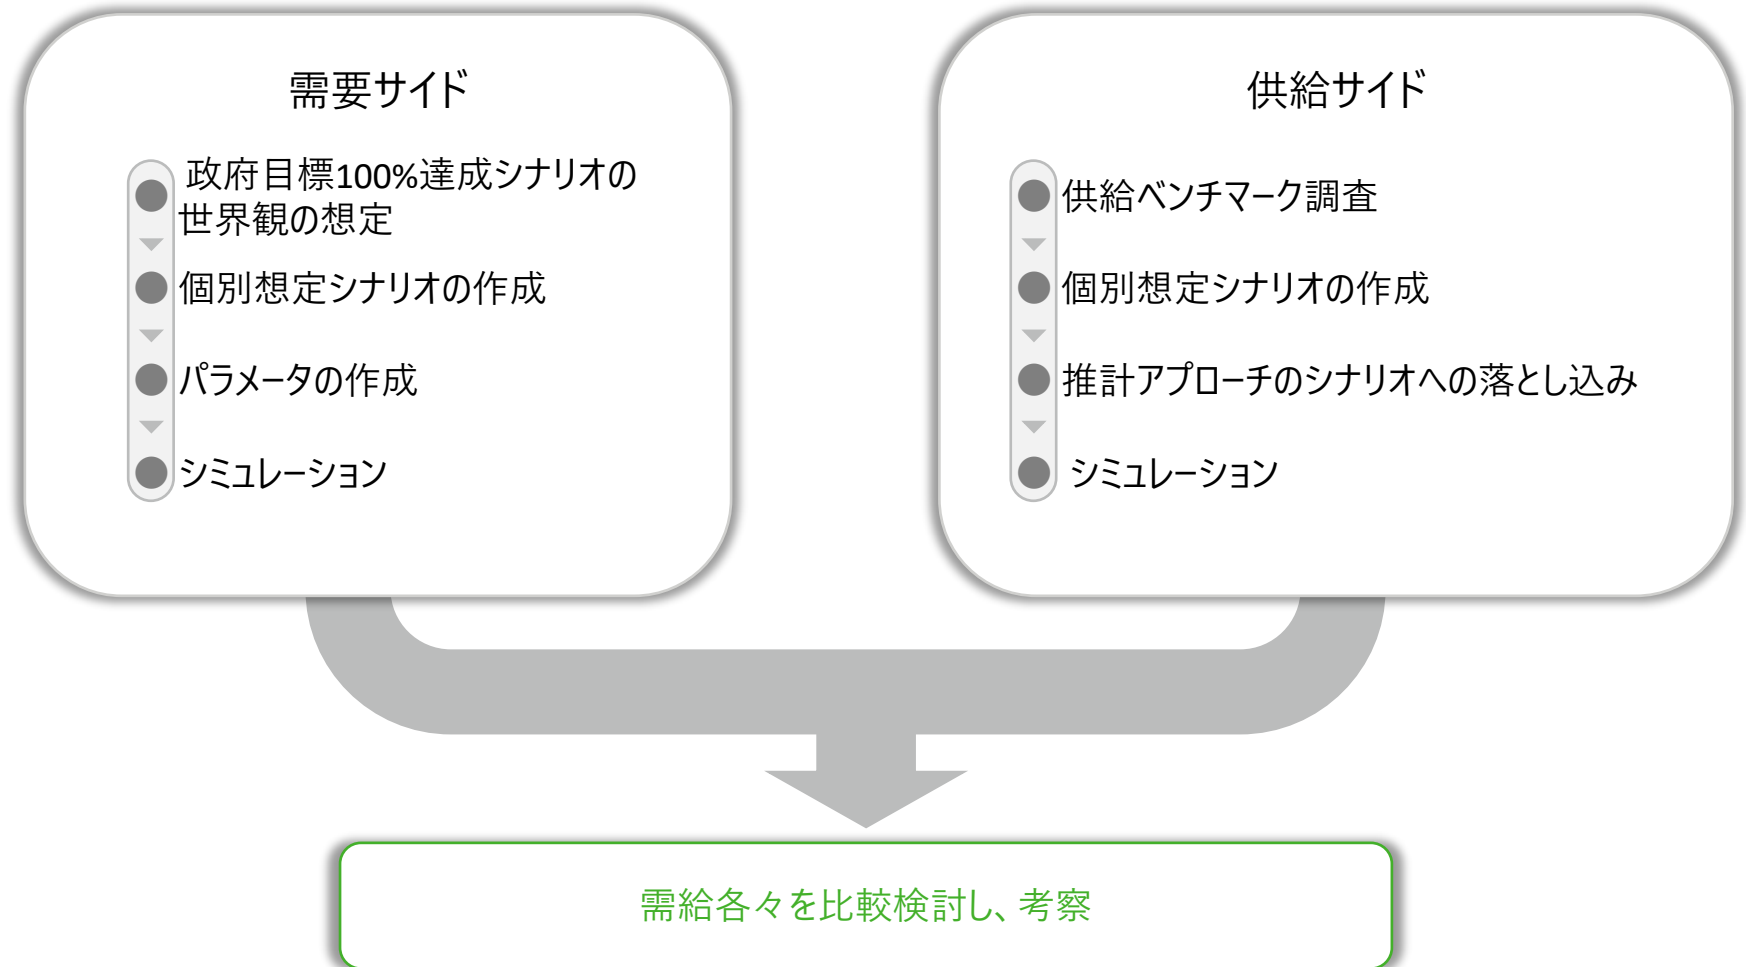 需要サイド
政府目標100%達成シナリオの
世界観の想定
個別想定シナリオの作成
パラメータの作成
シミュレーション
供給サイド
供給ベンチマーク調査
個別想定シナリオの作成
推計アプローチのシナリオへの落とし込み
シミュレーション
需給各々を比較検討し、考察